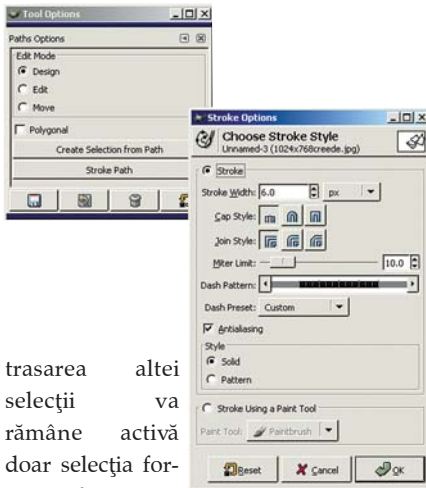 Tool Options
Paths Options
Edit Mode
Design
Edit
Move
Polygonal
Create Selection from Path
Stroke Path
Stroke Options
Choose Stroke Style
Unnamed-3 (1024x768creede.jpg)
Stroke
Stroke Width: 6.0 px
Cap Style:
Join Style:
Miter Limit: 10.0
Dash Pattern:
Dash Preset: Custom
Antialiasing
Style
Solid
Pattern
Stroke Using a Paint Tool
Paint Tool: Paintbrush
Reset Cancel OK
trasarea altei
selecţii va
rămâne activă
doar selecţia for-